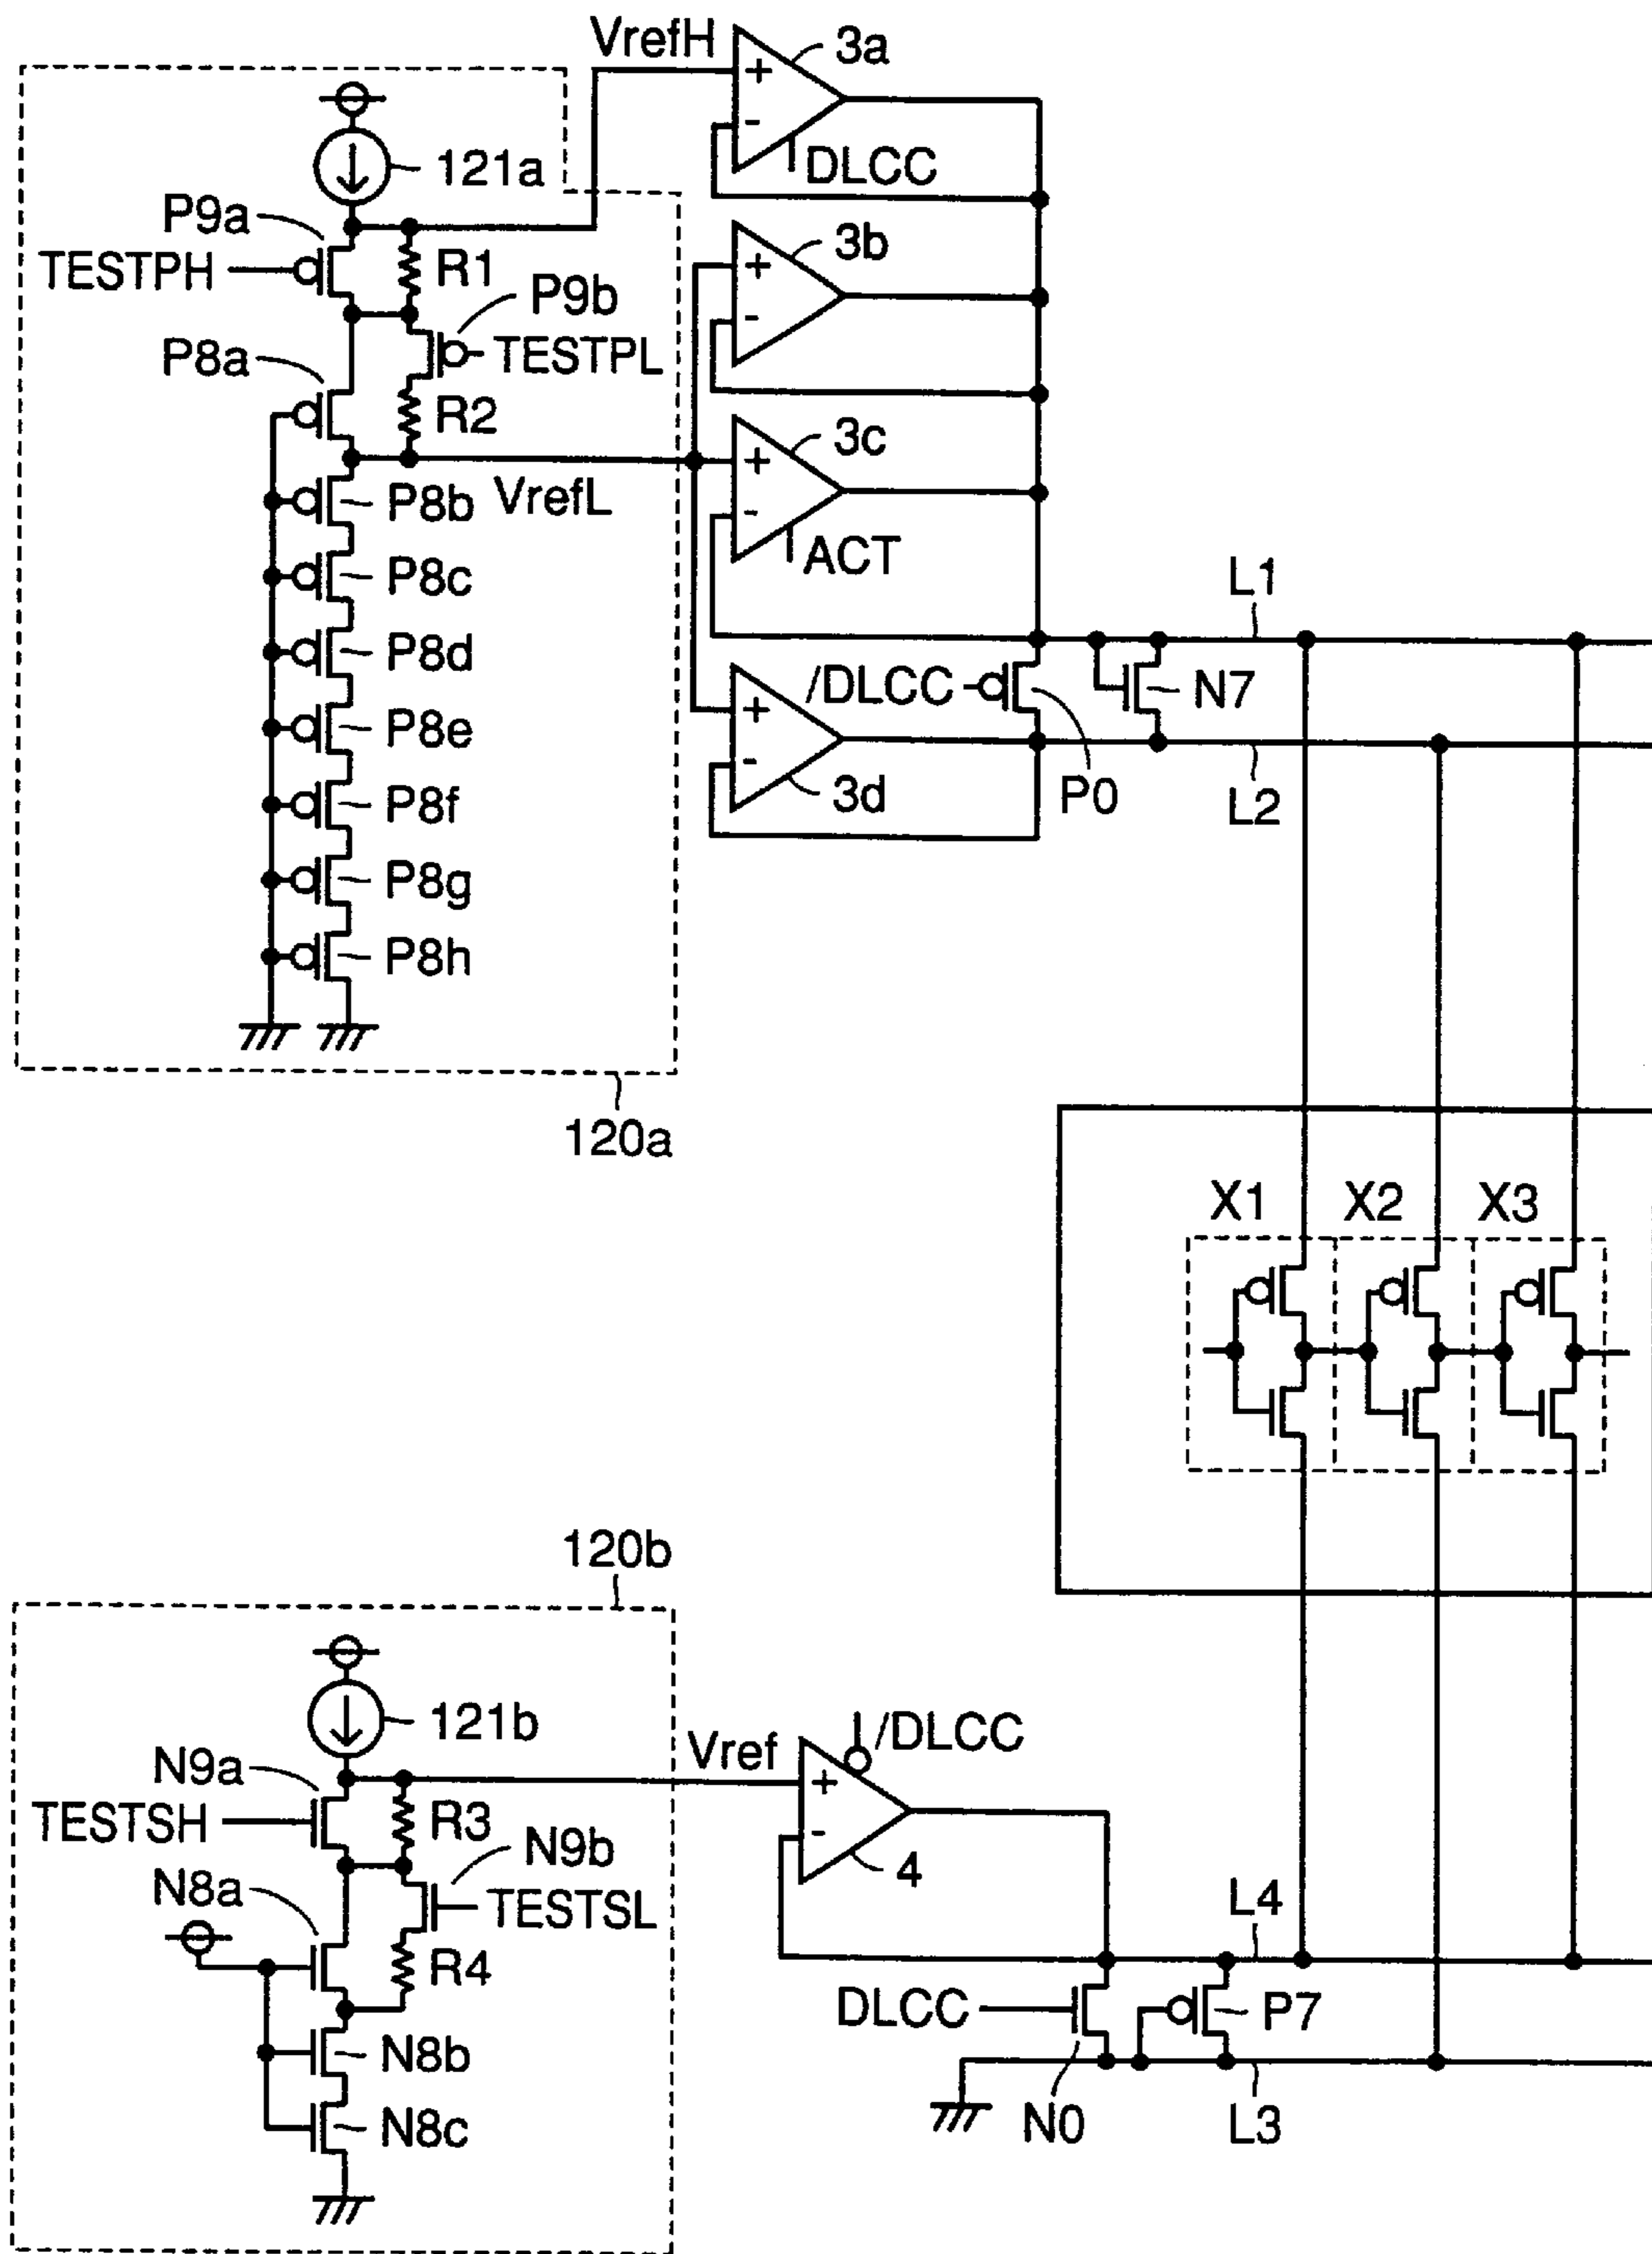 VrefH
3a
121a
DLCC
P9a
3b
TESTPH
R1
P9b
P8a
TESTPL
R2
3c
P8b
VrefL
ACT
P8c
L1
P8d
/DLCC
N7
P8e
3d
P0
L2
P8f
P8g
P8h
120a
X1
X2
X3
120b
121b
Vref
/DLCC
N9a
TESTSH
R3
N9b
4
N8a
TESTSL
L4
R4
DLCC
P7
N8b
N8c
N0
L3